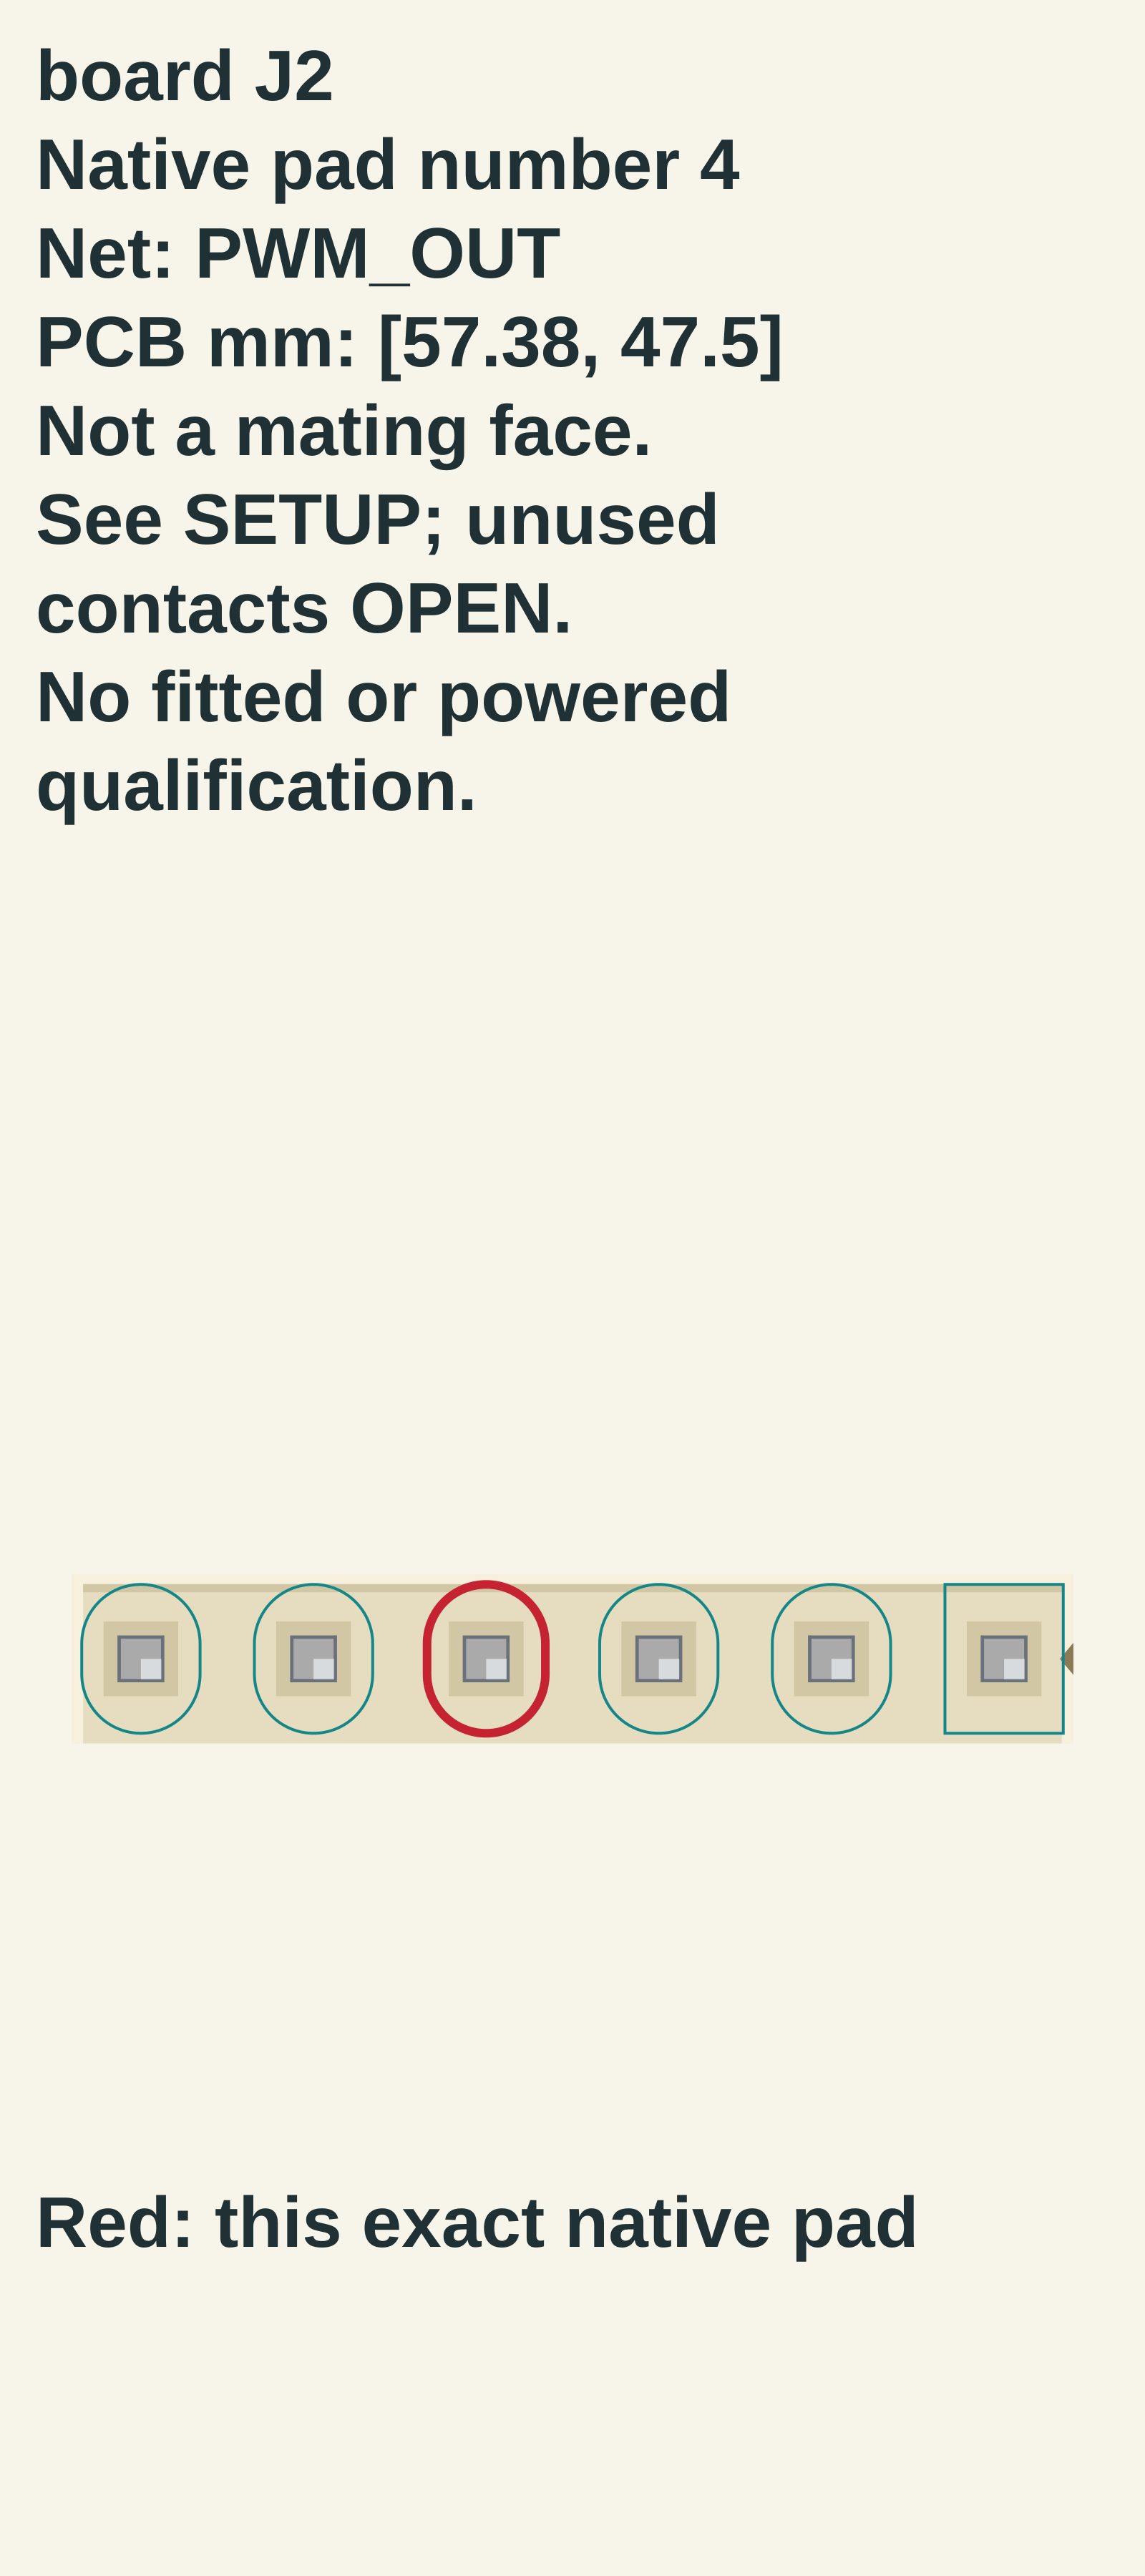 board J2
Native pad number 4
Net: PWM_OUT
PCB mm: [57.38, 47.5]
Not a mating face.
See SETUP; unused
contacts OPEN.
No fitted or powered
qualification.
Red: this exact native pad